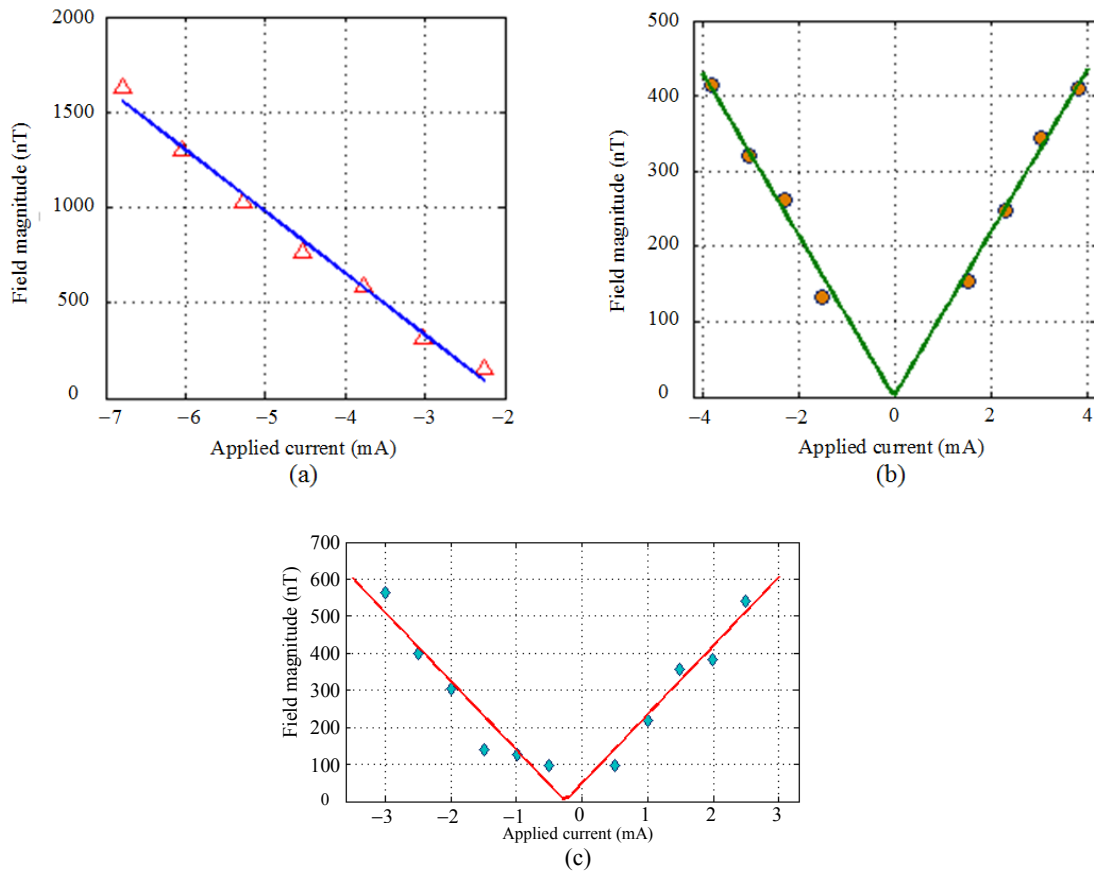 2000
1500
1000
500
0
Field magnitude (nT)
−7 −6 −5 −4 −3 −2
Applied current (mA)
(a)
500
400
300
200
100
0
Field magnitude (nT)
−4 −2 0 2 4
Applied current (mA)
(b)
700
600
500
400
300
200
100
0
Field magnitude (nT)
−3 −2 −1 0 1 2 3
Applied current (mA)
(c)